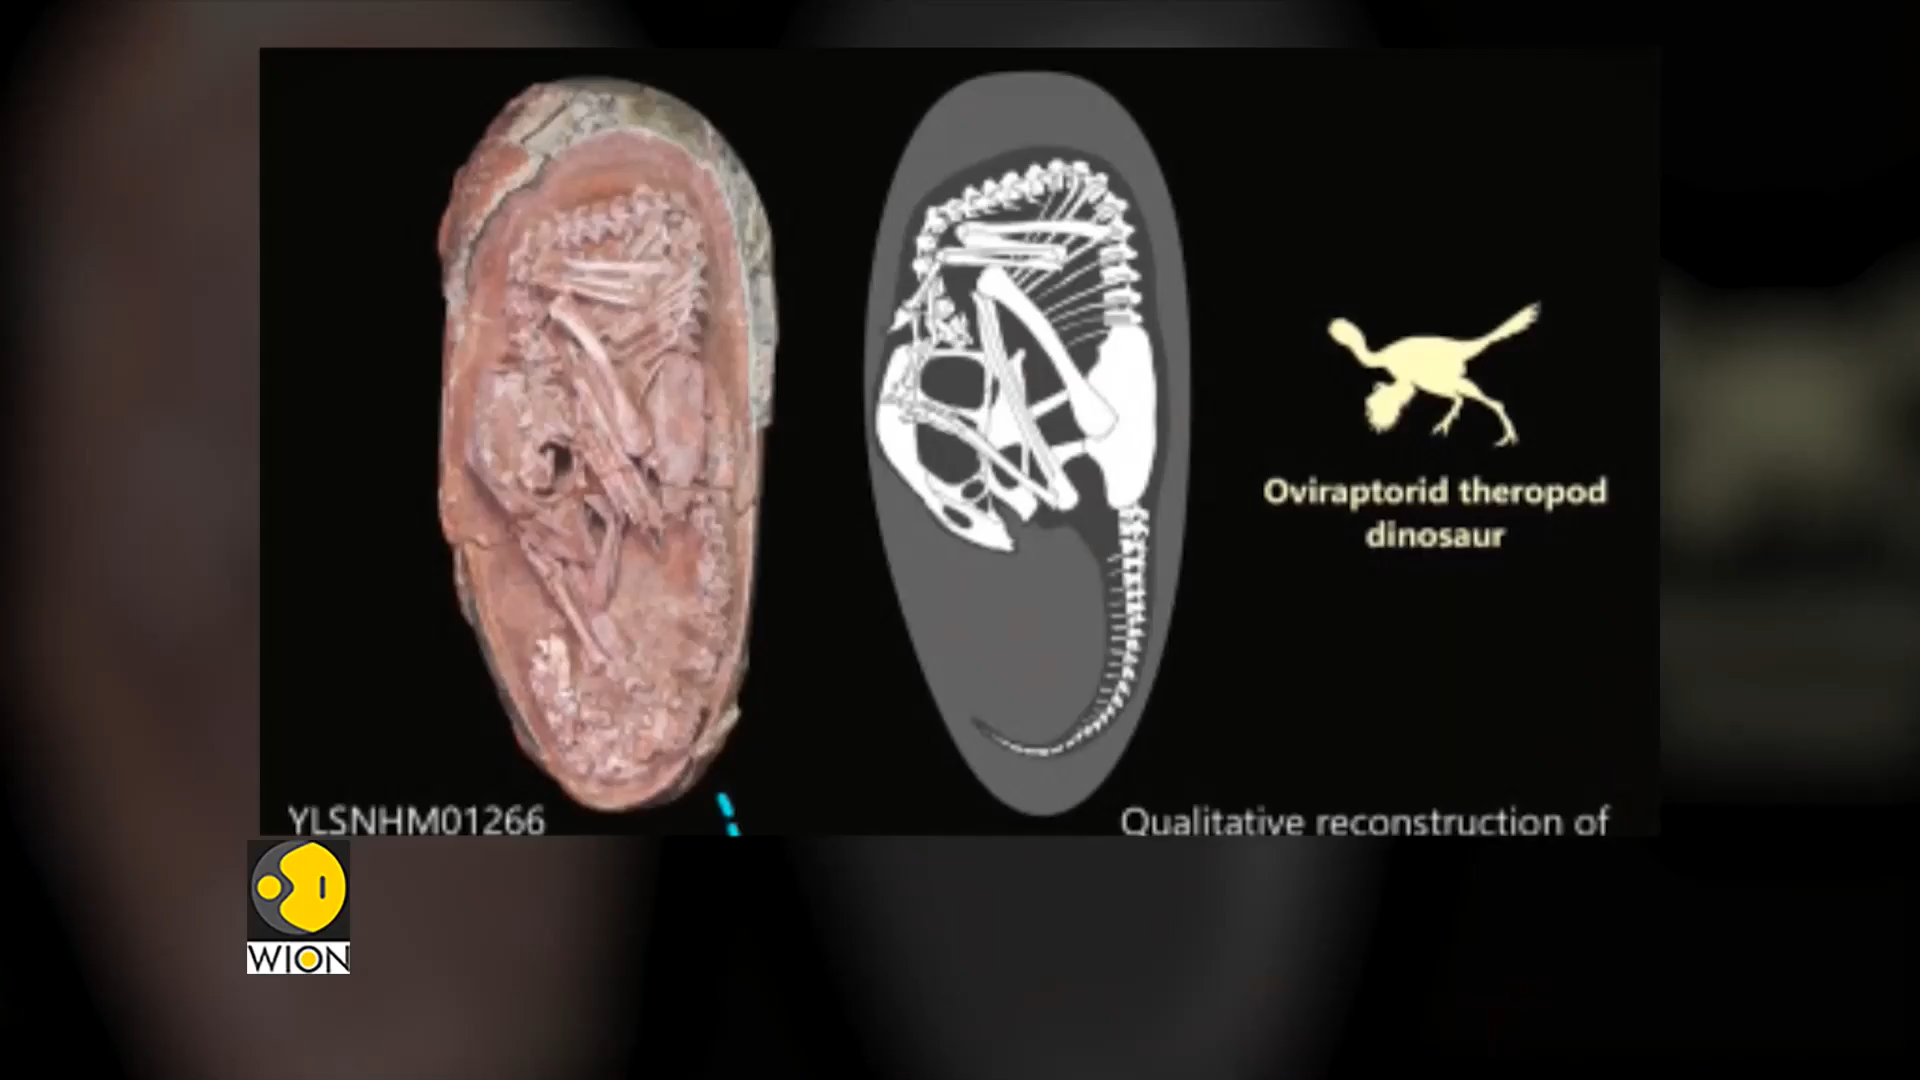 Oviraptorid theropod
dinosaur
YLSNHM01266
Qualitative reconstruction of
WION